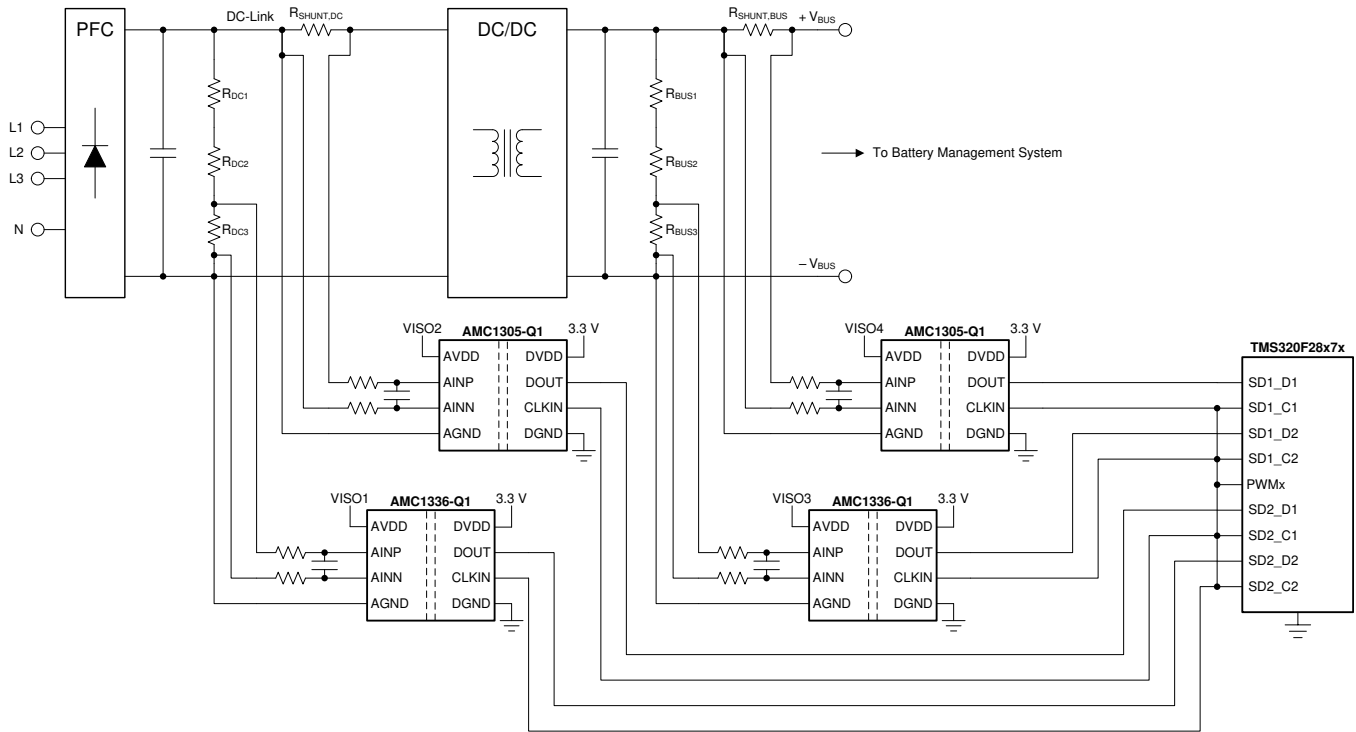 PFC
DC-Link
RSHUNT,DC
DC/DC
RSHUNT,BUS
+ VBUS
L1
L2
L3
N
RDC1
RDC2
RDC3
RBUS1
RBUS2
RBUS3
To Battery Management System
– VBUS
VISO2
AMC1305-Q1
3.3 V
AVDD
DVDD
AINP
DOUT
AINN
CLKIN
AGND
DGND
VISO4
AMC1305-Q1
3.3 V
AVDD
DVDD
AINP
DOUT
AINN
CLKIN
AGND
DGND
TMS320F28x7x
SD1_D1
SD1_C1
SD1_D2
SD1_C2
PWMx
SD2_D1
SD2_C1
SD2_D2
SD2_C2
VISO1
AMC1336-Q1
3.3 V
AVDD
DVDD
AINP
DOUT
AINN
CLKIN
AGND
DGND
VISO3
AMC1336-Q1
3.3 V
AVDD
DVDD
AINP
DOUT
AINN
CLKIN
AGND
DGND